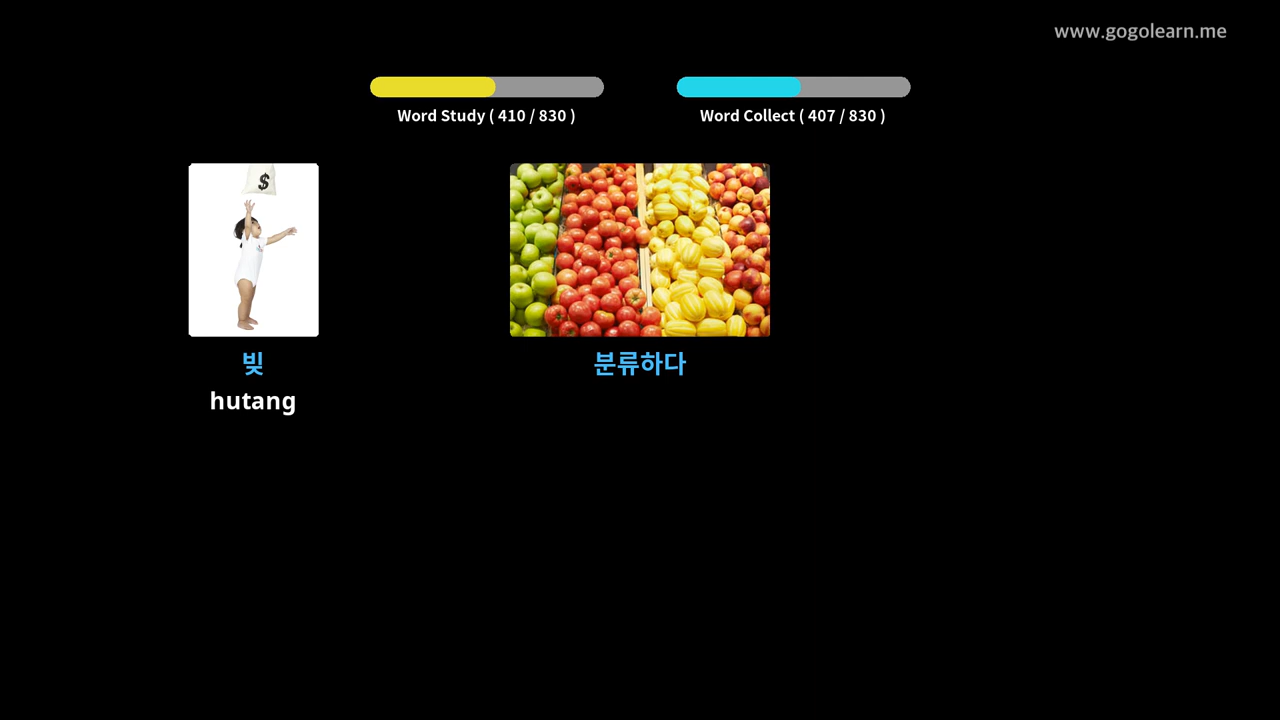 www.gogolearn.me
Word Study ( 410 / 830 )
Word Collect ( 407 / 830 )
$
빚
hutang
분류하다